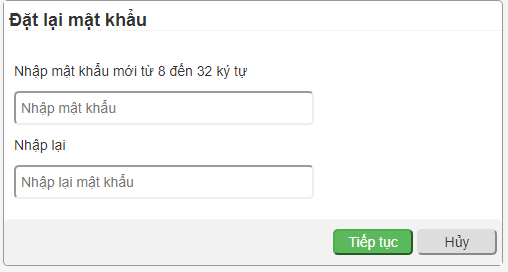 Đặt lại mật khẩu
Nhập mật khẩu mới từ 8 đến 32 ký tự
Nhập mật khẩu
Nhập lại
Nhập lại mật khẩu
Tiếp tục Hủy